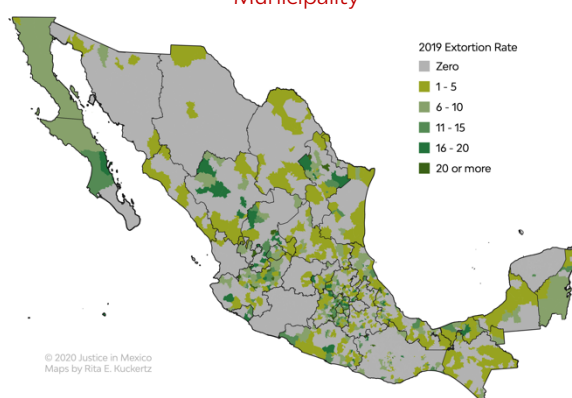 Municipality
2019 Extortion Rate
Zero
1 - 5
6 - 10
11 - 15
16 - 20
20 or more
© 2020 Justice in Mexico
Maps by Rita E. Kuckertz